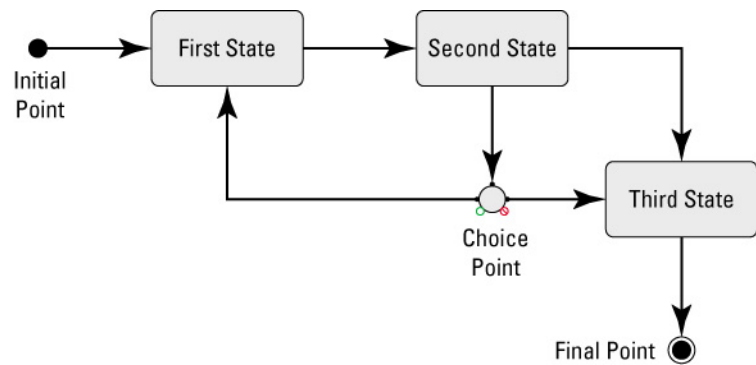 First State
Second State
Initial
Point
Third State
Choice
Point
Final Point